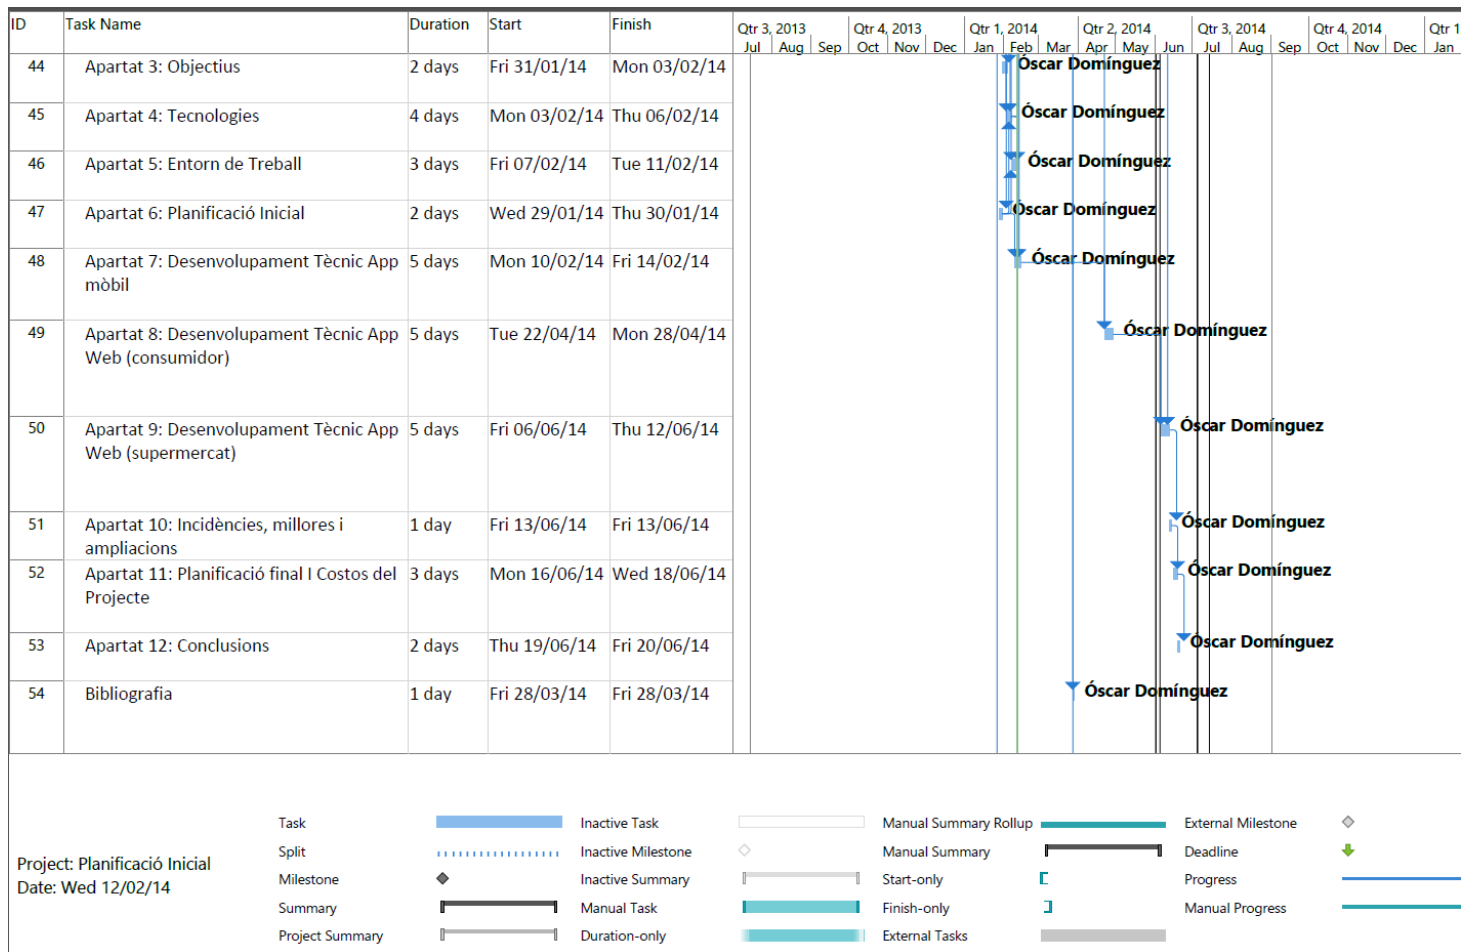 ID Task Name Duration Start Finish Qtr 3, 2013 Qtr 4, 2013 Qtr 1, 2014 Qtr 2, 2014 Qtr 3, 2014 Qtr 4, 2014 Qtr 1
Jul Aug Sep Oct Nov Dec Jan Feb Mar Apr May Jun Jul Aug Sep Oct Nov Dec Jan
44 Apartat 3: Objectius 2 days Fri 31/01/14 Mon 03/02/14 Óscar Domínguez
45 Apartat 4: Tecnologies 4 days Mon 03/02/14 Thu 06/02/14 Óscar Domínguez
46 Apartat 5: Entorn de Treball 3 days Fri 07/02/14 Tue 11/02/14 Óscar Domínguez
47 Apartat 6: Planificació Inicial 2 days Wed 29/01/14 Thu 30/01/14 Óscar Domínguez
48 Apartat 7: Desenvolupament Tècnic App 5 days Mon 10/02/14 Fri 14/02/14 Óscar Domínguez
mòbil
49 Apartat 8: Desenvolupament Tècnic App 5 days Tue 22/04/14 Mon 28/04/14 Óscar Domínguez
Web (consumidor)
50 Apartat 9: Desenvolupament Tècnic App 5 days Fri 06/06/14 Thu 12/06/14 Óscar Domínguez
Web (supermercat)
51 Apartat 10: Incidències, millores i 1 day Fri 13/06/14 Fri 13/06/14 Óscar Domínguez
ampliacions
52 Apartat 11: Planificació final I Costos del 3 days Mon 16/06/14 Wed 18/06/14 Óscar Domínguez
Projecte
53 Apartat 12: Conclusions 2 days Thu 19/06/14 Fri 20/06/14 Óscar Domínguez
54 Bibliografia 1 day Fri 28/03/14 Fri 28/03/14 Óscar Domínguez
Project: Planificació Inicial
Date: Wed 12/02/14
Task Inactive Task Manual Summary Rollup External Milestone
Split Inactive Milestone Manual Summary Deadline
Milestone Inactive Summary Start-only Progress
Summary Manual Task Finish-only Manual Progress
Project Summary Duration-only External Tasks